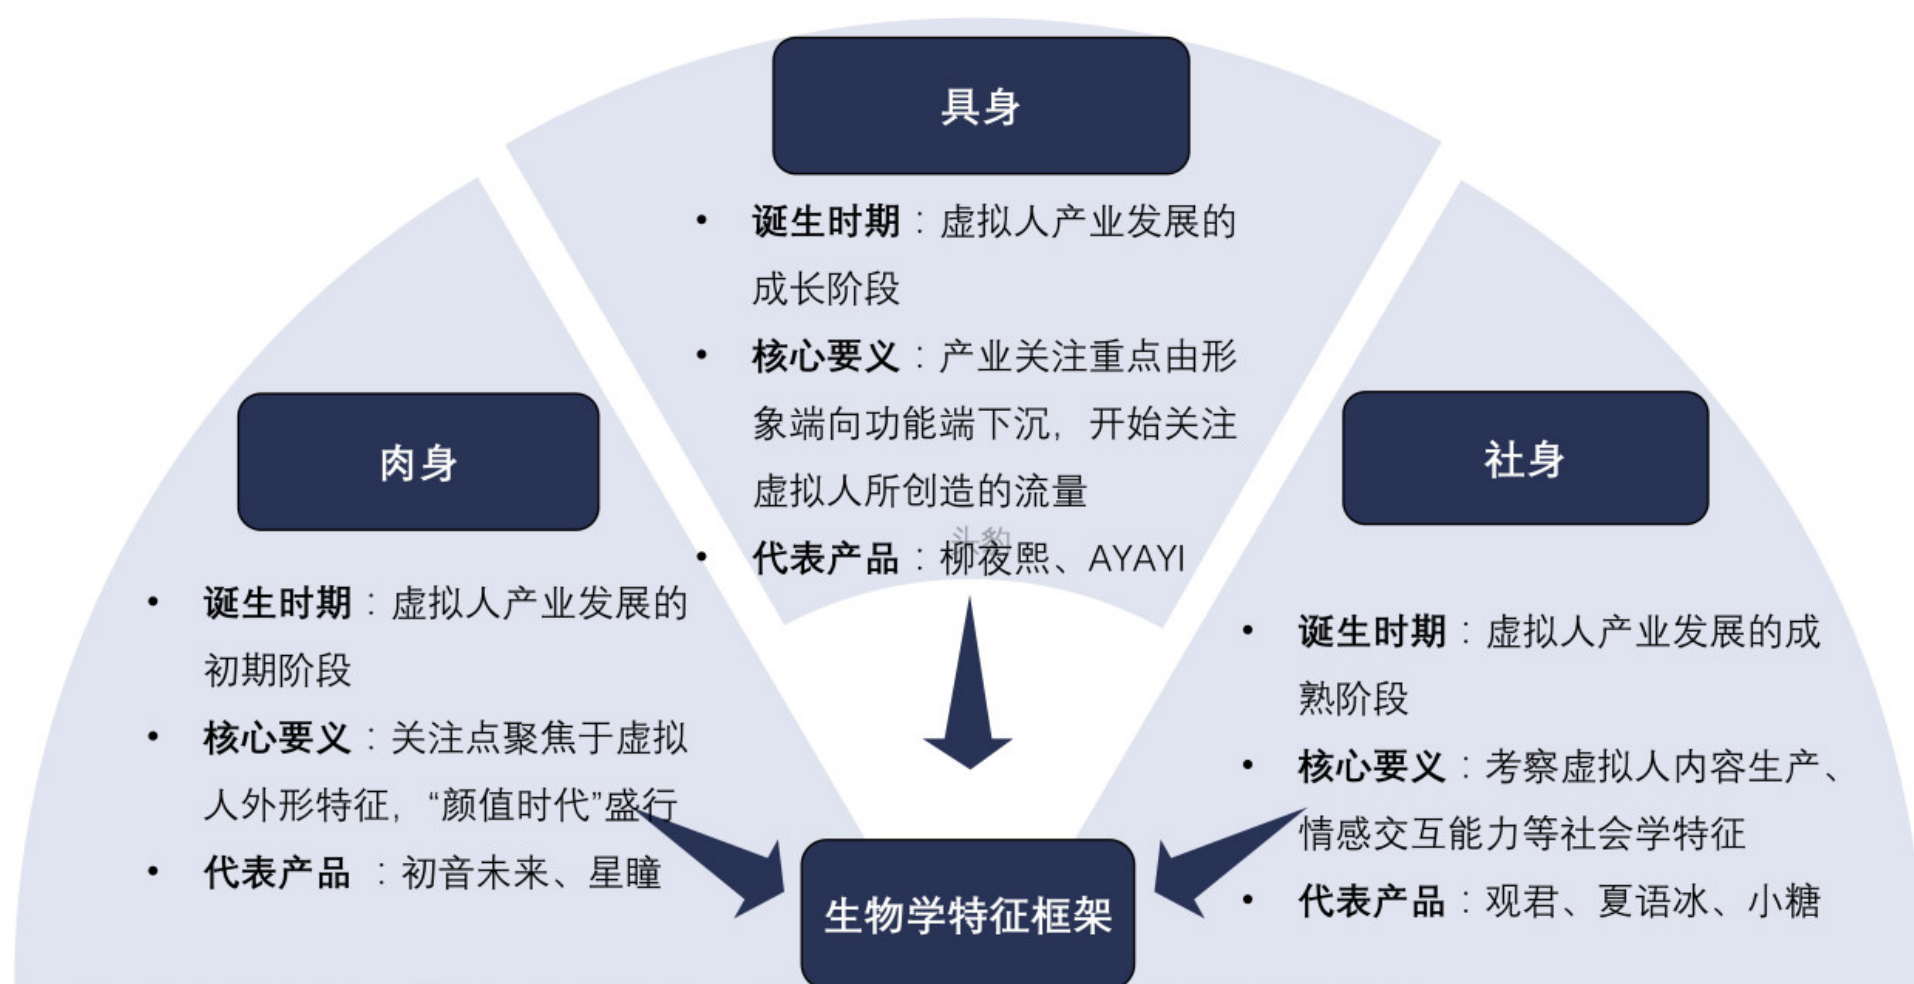 具身
• 诞生时期：虚拟人产业发展的
成长阶段
• 核心要义：产业关注重点由形
象端向功能端下沉，开始关注
虚拟人所创造的流量
头豹
• 代表产品：柳夜熙、AYAYI
肉身
• 诞生时期：虚拟人产业发展的
初期阶段
• 核心要义：关注点聚焦于虚拟
人外形特征，“颜值时代”盛行
• 代表产品 ：初音未来、星瞳
社身
• 诞生时期：虚拟人产业发展的成
熟阶段
• 核心要义：考察虚拟人内容生产、
情感交互能力等社会学特征
• 代表产品：观君、夏语冰、小糖
生物学特征框架